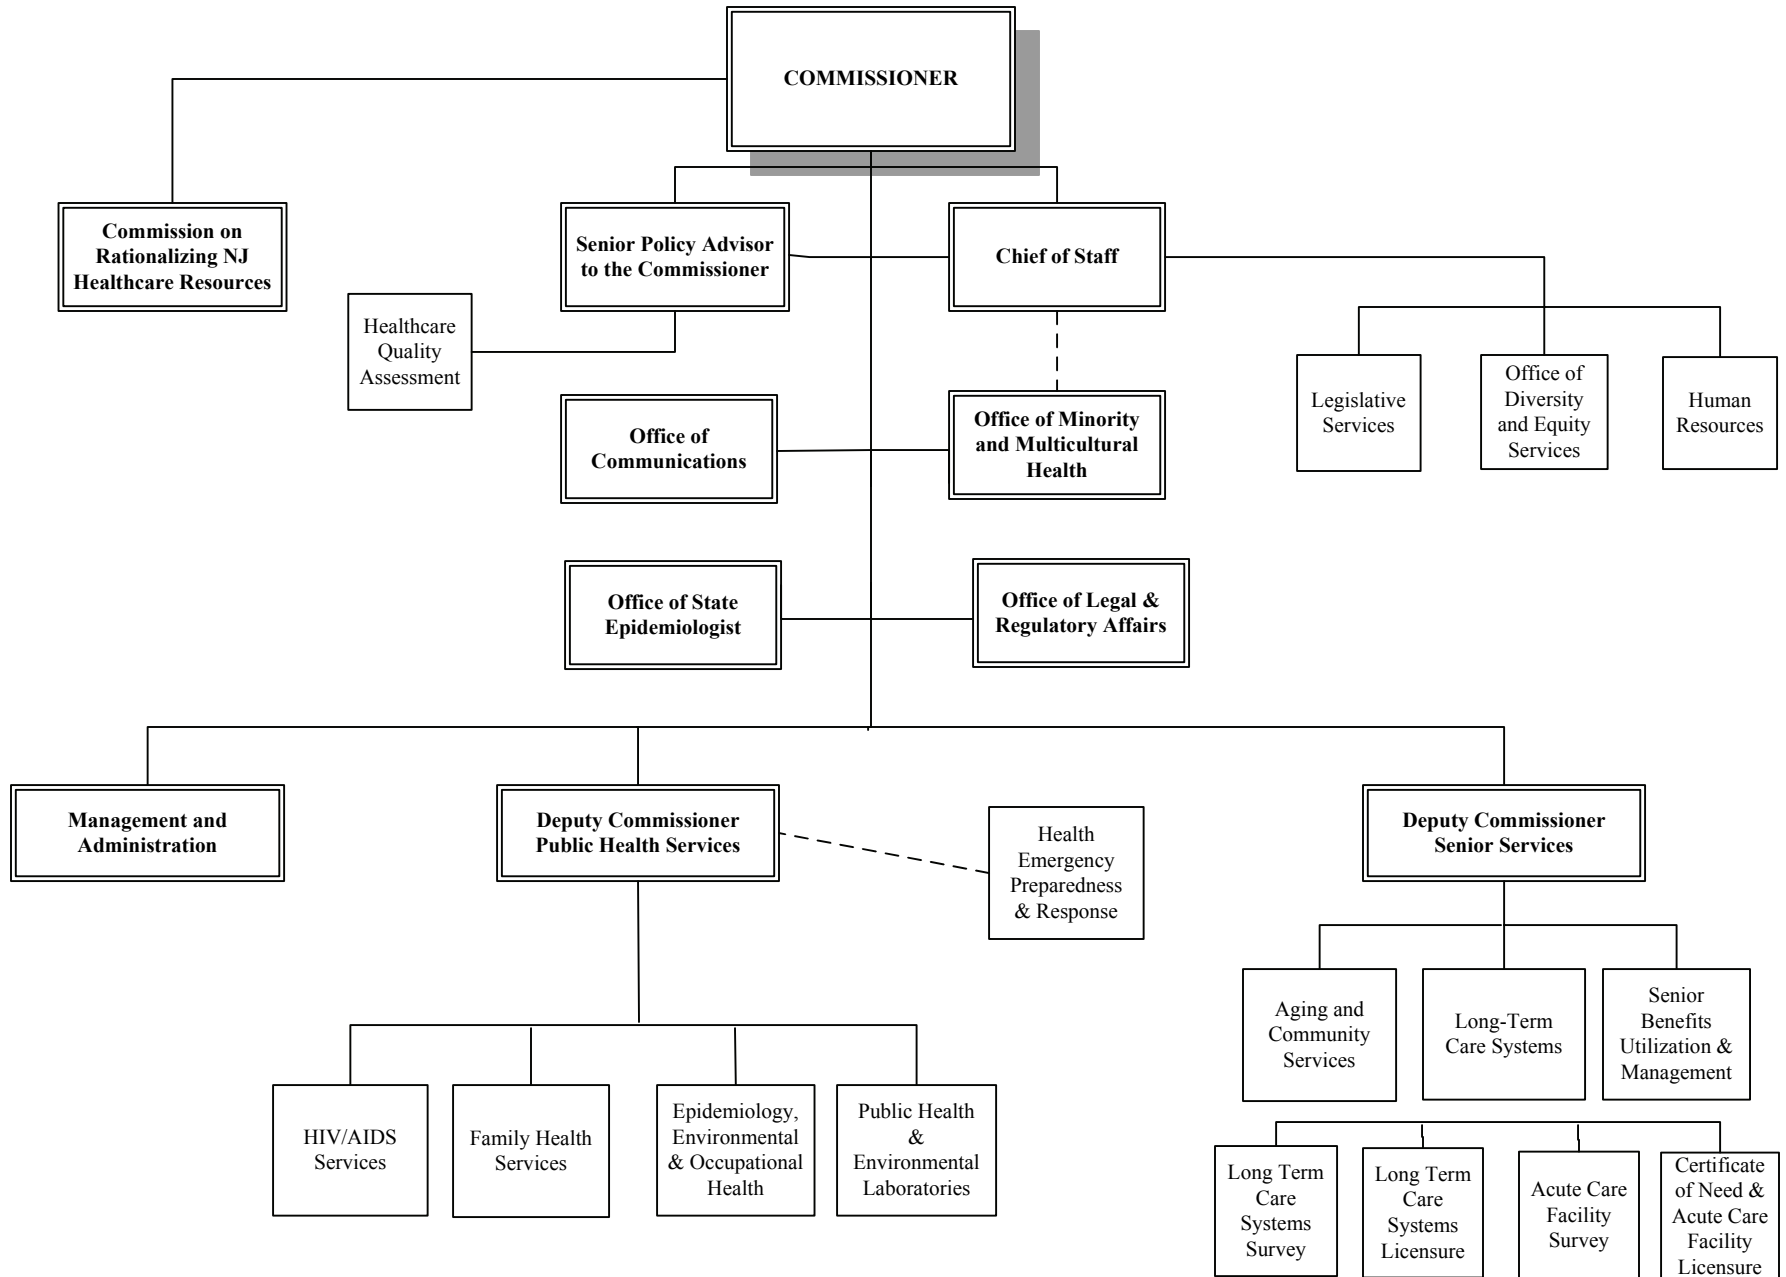 COMMISSIONER
Commission on
Rationalizing NJ
Healthcare Resources
Senior Policy Advisor
to the Commissioner
Chief of Staff
Healthcare
Quality
Assessment
Legislative
Services
Office of
Diversity
and Equity
Services
Human
Resources
Office of
Communications
Office of Minority
and Multicultural
Health
Office of State
Epidemiologist
Office of Legal &
Regulatory Affairs
Management and
Administration
Deputy Commissioner
Public Health Services
Health
Emergency
Preparedness
& Response
Deputy Commissioner
Senior Services
Aging and
Community
Services
Long-Term
Care Systems
Senior
Benefits
Utilization &
Management
HIV/AIDS
Services
Family Health
Services
Epidemiology,
Environmental
& Occupational
Health
Public Health
&
Environmental
Laboratories
Long Term
Care
Systems
Survey
Long Term
Care
Systems
Licensure
Acute Care
Facility
Survey
Certificate
of Need &
Acute Care
Facility
Licensure